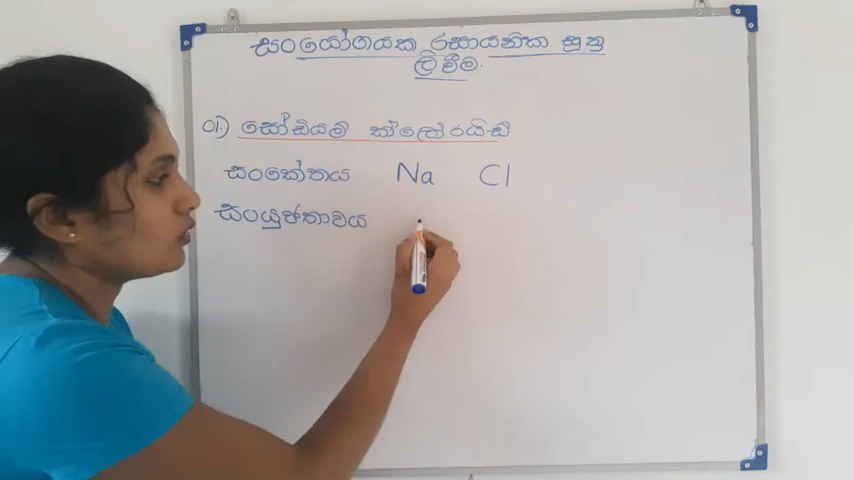 සංයෝගයක රසායනික සූත්‍ර
ලිවීම.
01.) සෝඩියම් ක්ලෝරයිඩ්
සංකේතය Na Cl
සංයුජතාවය